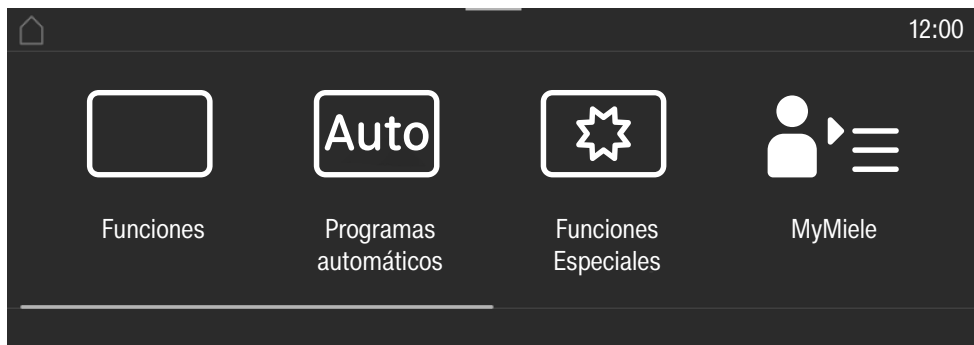 12:00
Auto
Funciones
Programas
automáticos
Funciones
Especiales
MyMiele